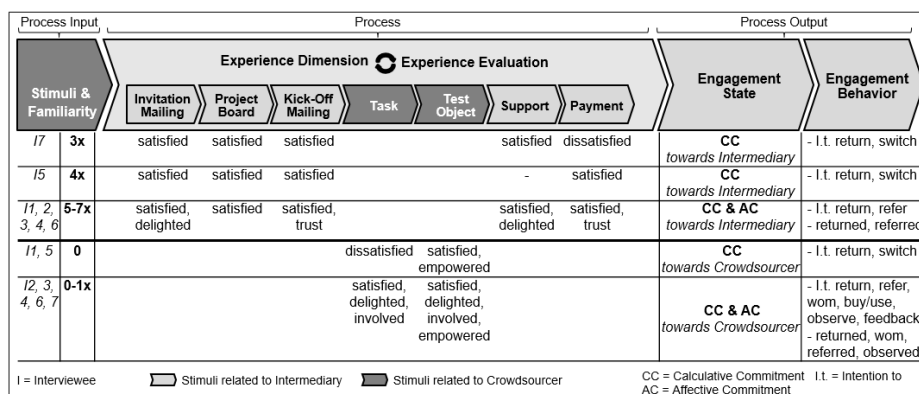 Process Input Process Process Output
Experience Dimension Experience Evaluation
Stimuli & Familiarity
Invitation Mailing
Project Board
Kick-Off Mailing
Task
Test Object
Support
Payment
Engagement State
Engagement Behavior
I7 3x satisfied satisfied satisfied satisfied dissatisfied CC - I.t. return, switch
towards Intermediary
I5 4x satisfied satisfied satisfied - satisfied CC - I.t. return, switch
towards Intermediary
I1, 2, 5-7x satisfied, satisfied satisfied, satisfied, satisfied, CC & AC - I.t. return, refer
3, 4, 6 delighted trust delighted trust towards Intermediary - returned, referred
I1, 5 0 dissatisfied satisfied, CC - I.t. return, switch
empowered towards Crowdsourcer
I2, 3, 0-1x satisfied, satisfied, - I.t. return, refer,
4, 6, 7 delighted, delighted, CC & AC wom, buy/use,
involved involved, towards Crowdsourcer observe, feedback
empowered - returned, wom,
referred, observed
I = Interviewee Stimuli related to Intermediary Stimuli related to Crowdsourcer CC = Calculative Commitment I.t. = Intention to
AC = Affective Commitment